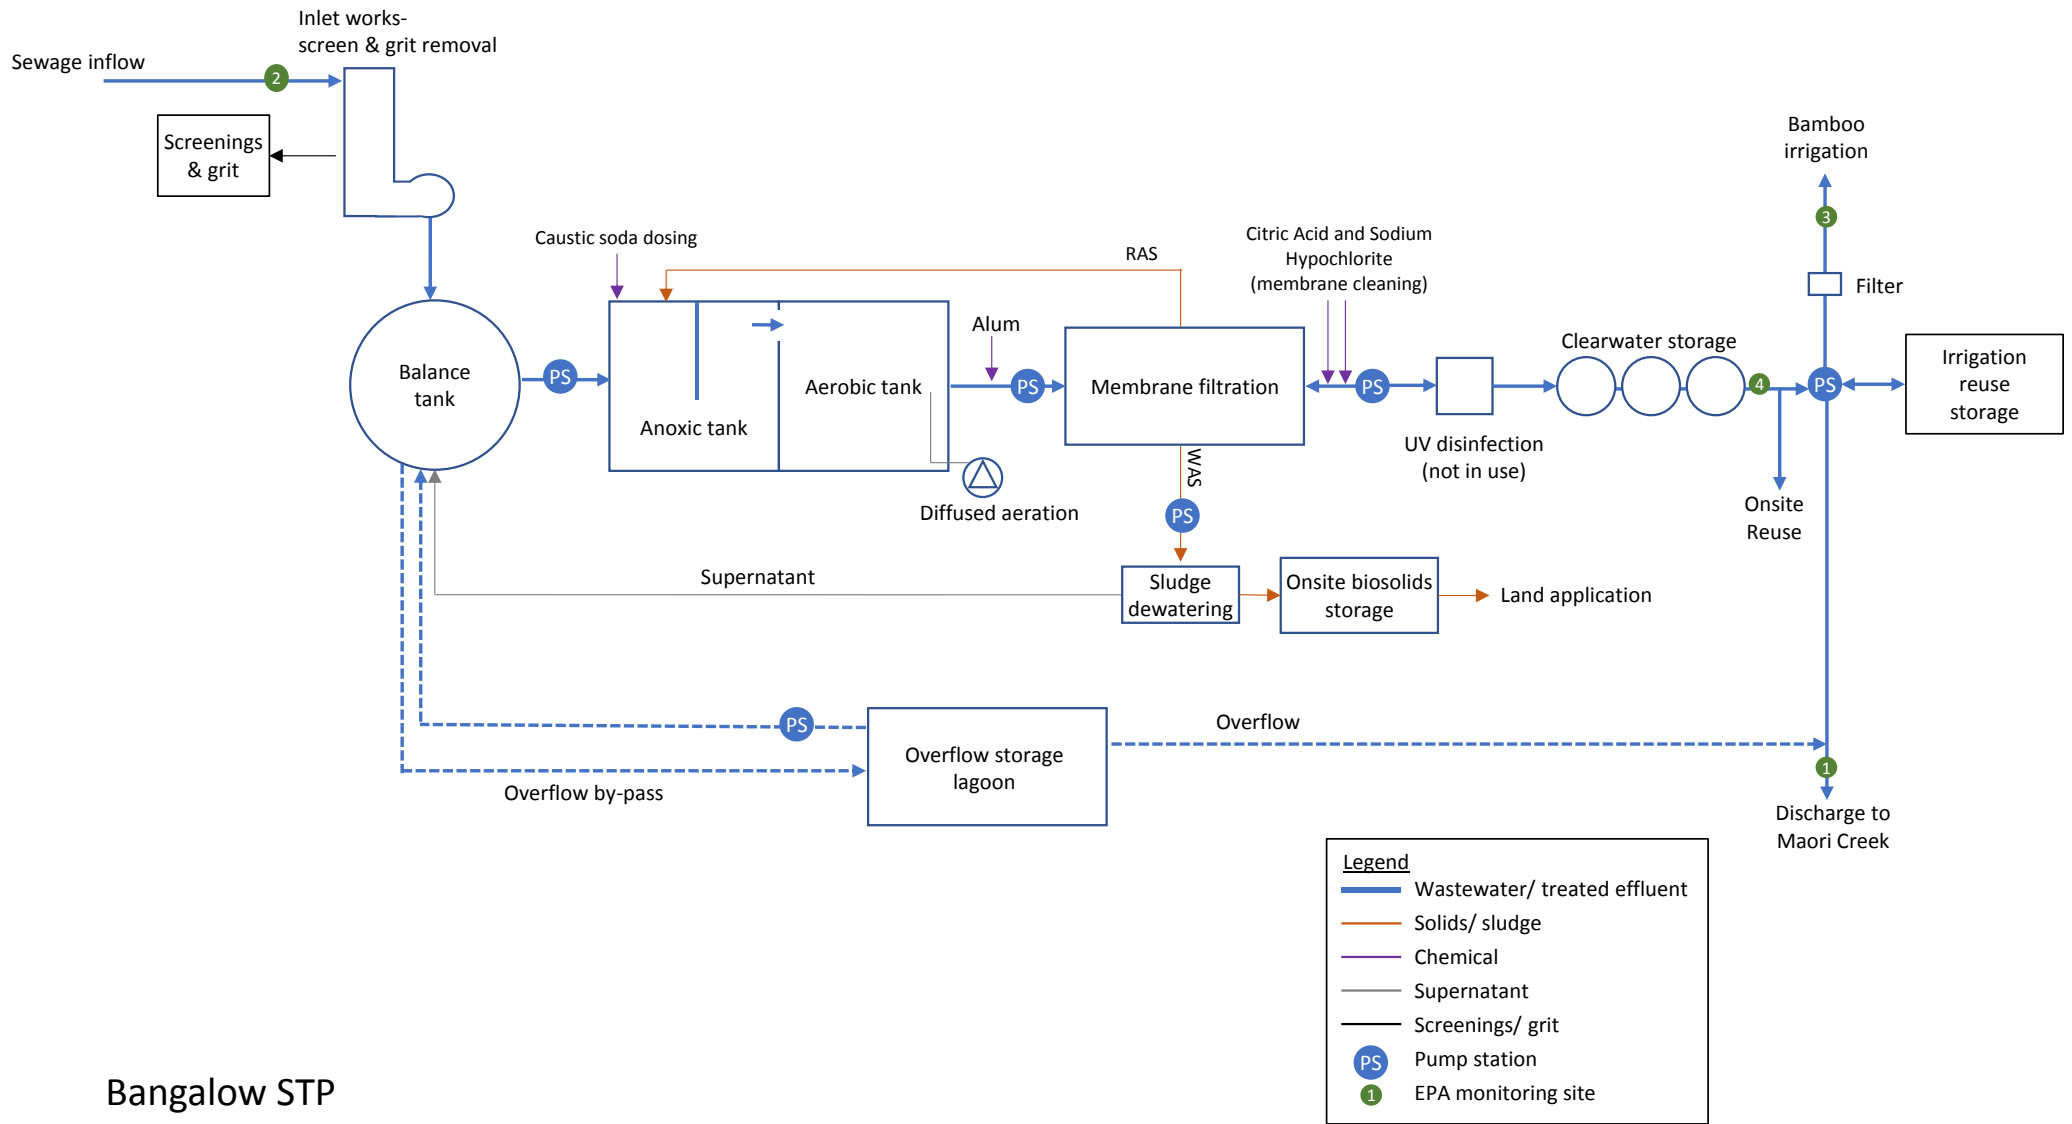 Inlet works-
screen & grit removal
Sewage inflow
2
Screenings
& grit
Bamboo
irrigation
3
Caustic soda dosing
RAS
Citric Acid and Sodium
Hypochlorite
(membrane cleaning)
Filter
Alum
Clearwater storage
Balance
tank
PS
Anoxic tank
Aerobic tank
PS
Membrane filtration
PS
4
PS
Irrigation
reuse
storage
UV disinfection
(not in use)
WAS
Diffused aeration
PS
Onsite
Reuse
Supernatant
Sludge
dewatering
Onsite biosolids
storage
Land application
PS
Overflow
Overflow storage
lagoon
Overflow by-pass
1
Discharge to
Maori Creek
Legend
Wastewater/ treated effluent
Solids/ sludge
Chemical
Supernatant
Screenings/ grit
PS Pump station
1 EPA monitoring site
Bangalow STP